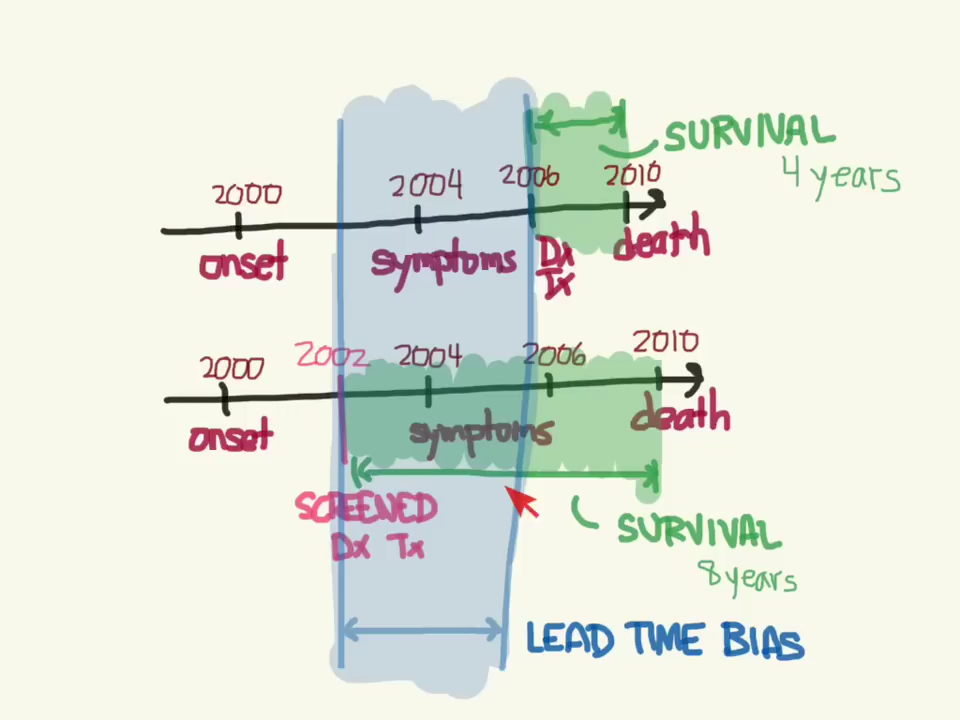 SURVIVAL
4 years
2000 2004 2006 2010
onset symptoms Dx death
Tx
2000 2002 2004 2006 2010
onset symptoms death
SCREENED
Dx Tx
SURVIVAL
8 years
LEAD TIME BIAS